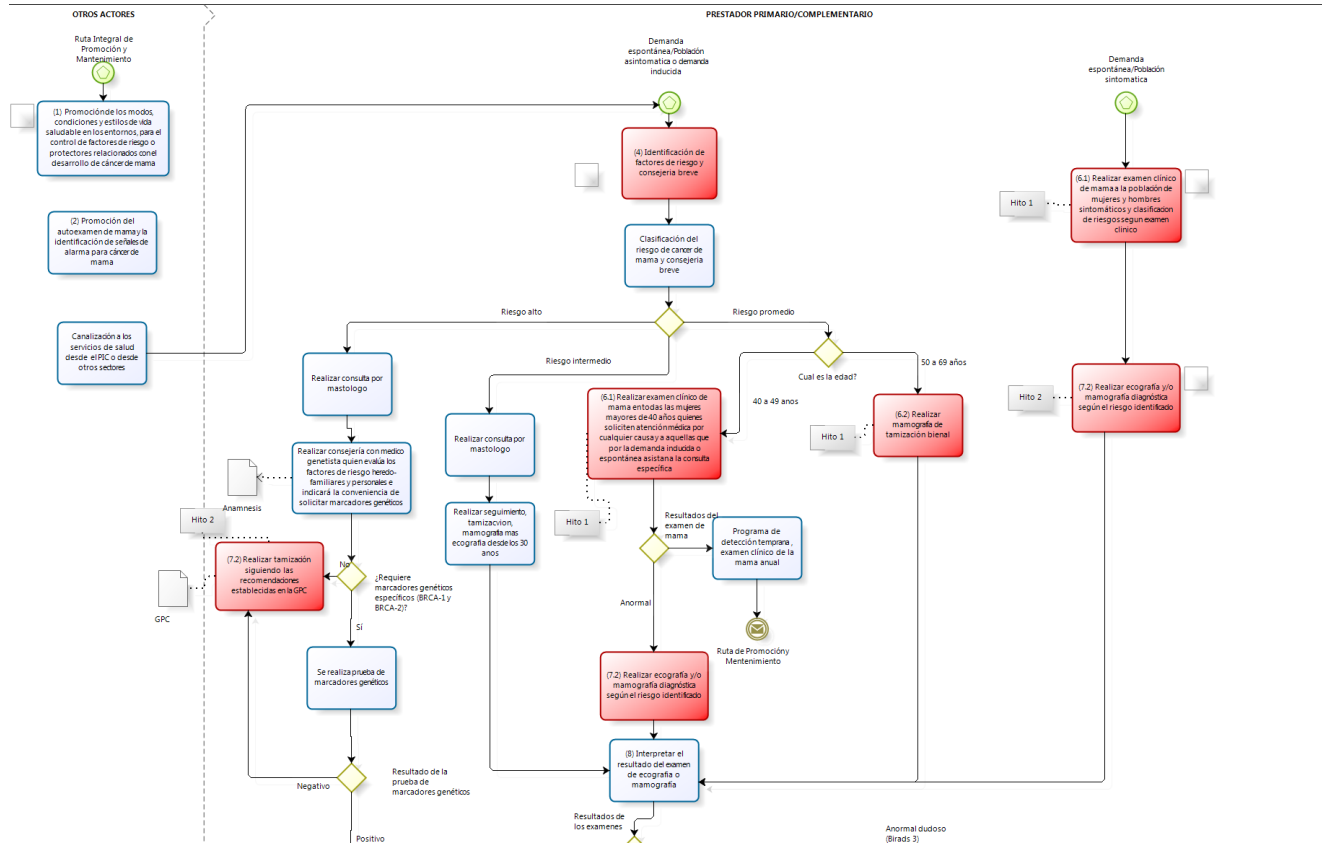 OTROS ACTORES
PRESTADOR PRIMARIO/COMPLEMENTARIO
Ruta Integral de
Promoción y
Mantenimiento
(1) Promoción de los modos,
condiciones y estilos de vida
saludable en los entornos, para el
control de factores de riesgo o
protectores relacionados con el
desarrollo de cáncer de mama
(2) Promoción del
autoexamen de mama y la
identificación de señales de
alarma para cáncer de
mama
Canalización a los
servicios de salud
desde el PIC o desde
otros sectores
Demanda
espontánea/Población
asintomatica o demanda
inducida
(4) Identificación de
factores de riesgo y
consejeria breve
Clasificación del
riesgo de cancer de
mama y consejeria
breve
Riesgo alto
Riesgo promedio
Riesgo intermedio
Realizar consulta por
mastologo
Realizar consejería con medico
genetista quien evalúa los
factores de riesgo heredo-
familiares y personales e
indicará la conveniencia de
solicitar marcadores genéticos
Anamnesis
Hito 2
(7.2) Realizar tamización
siguiendo las
recomendaciones
establecidas en la GPC
GPC
No
¿Requiere
marcadores genéticos
específicos (BRCA-1 y
BRCA-2)?
Sí
Se realiza prueba de
marcadores genéticos
Negativo
Resultado de la
prueba de
marcadores genéticos
Positivo
Realizar consulta por
mastologo
Realizar seguimiento,
tamizacvion,
mamografia mas
ecografia desde los 30
anos
Cual es la edad?
40 a 49 anos
50 a 69 años
(6.1) Realizar examen clínico de
mama en todas las mujeres
mayores de 40 años quienes
soliciten atención médica por
cualquier causa y a aquellas que
por la demanda inducida o
espontánea asistan a la consulta
específica
Hito 1
(6.2) Realizar
mamografía de
tamización bienal
Hito 1
Resultados del
examen de
mama
Programa de
detección temprana ,
examen clínico de la
mama anual
Ruta de Promoción y
Mentenimiento
Anormal
(7.2) Realizar ecografía y/o
mamografía diagnóstica
según el riesgo identificado
(8) Interpretar el
resultado del examen
de ecografía o
mamografía
Resultados de
los examenes
Anormal dudoso
(Birads 3)
Demanda
espontánea/Población
sintomatica
(6.1) Realizar examen clínico
de mama a la población de
mujeres y hombres
sintomáticos y clasificacion
de riesgos segun examen
clinico
Hito 1
(7.2) Realizar ecografía y/o
mamografía diagnóstica
según el riesgo identificado
Hito 2